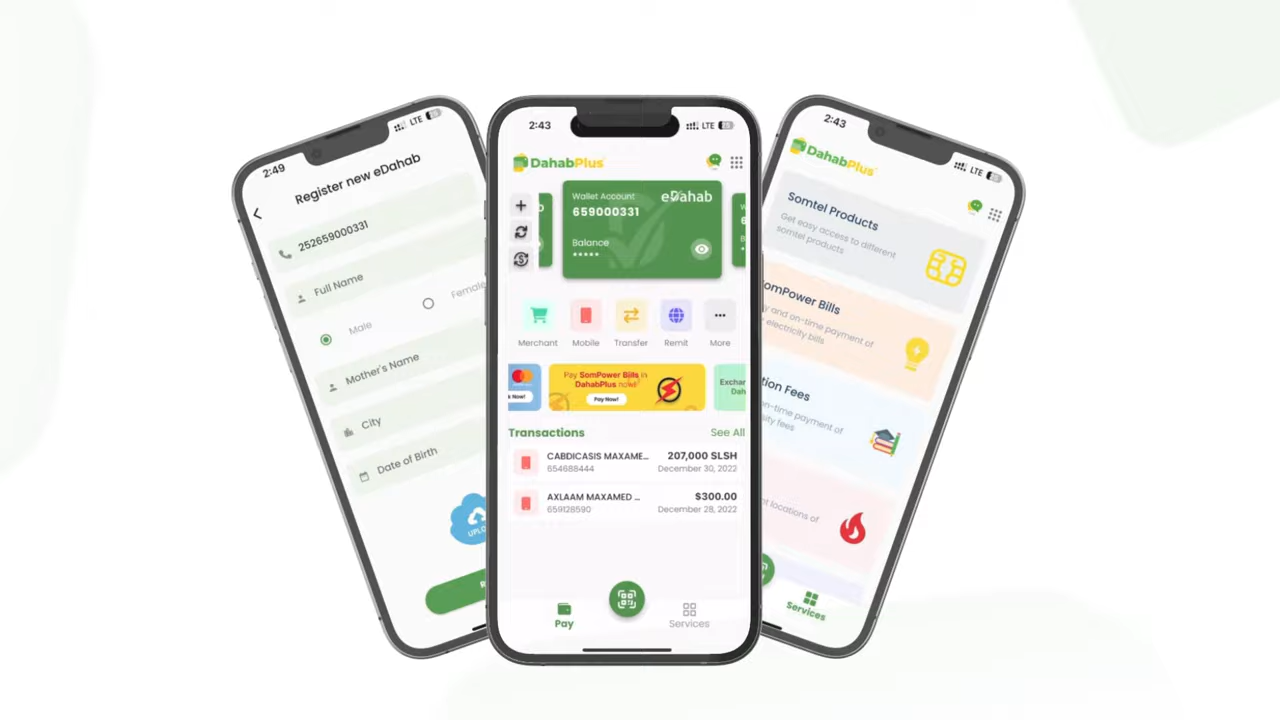 2:49
LTE
Register new eDahab
252659000331
Full Name
Male
Female
Mother's Name
City
Date of Birth
2:43
LTE
DahabPlus
Wallet Account
eDahab
659000331
Balance
*****
Merchant
Mobile
Transfer
Remit
More
Now!
Pay SomPower Bills in
DahabPlus now!
Pay Now!
Transactions
See All
CABDICASIS MAXAME...
207,000 SLSH
654688444
December 30, 2022
AXLAAM MAXAMED ...
$300.00
659128590
December 28, 2022
Pay
Services
2:43
LTE
DahabPlus
Somtel Products
Get easy access to different
somtel products
omPower Bills
and on-time payment of
electricity bills
tion Fees
on-time payment of
sity fees
locations of
Services